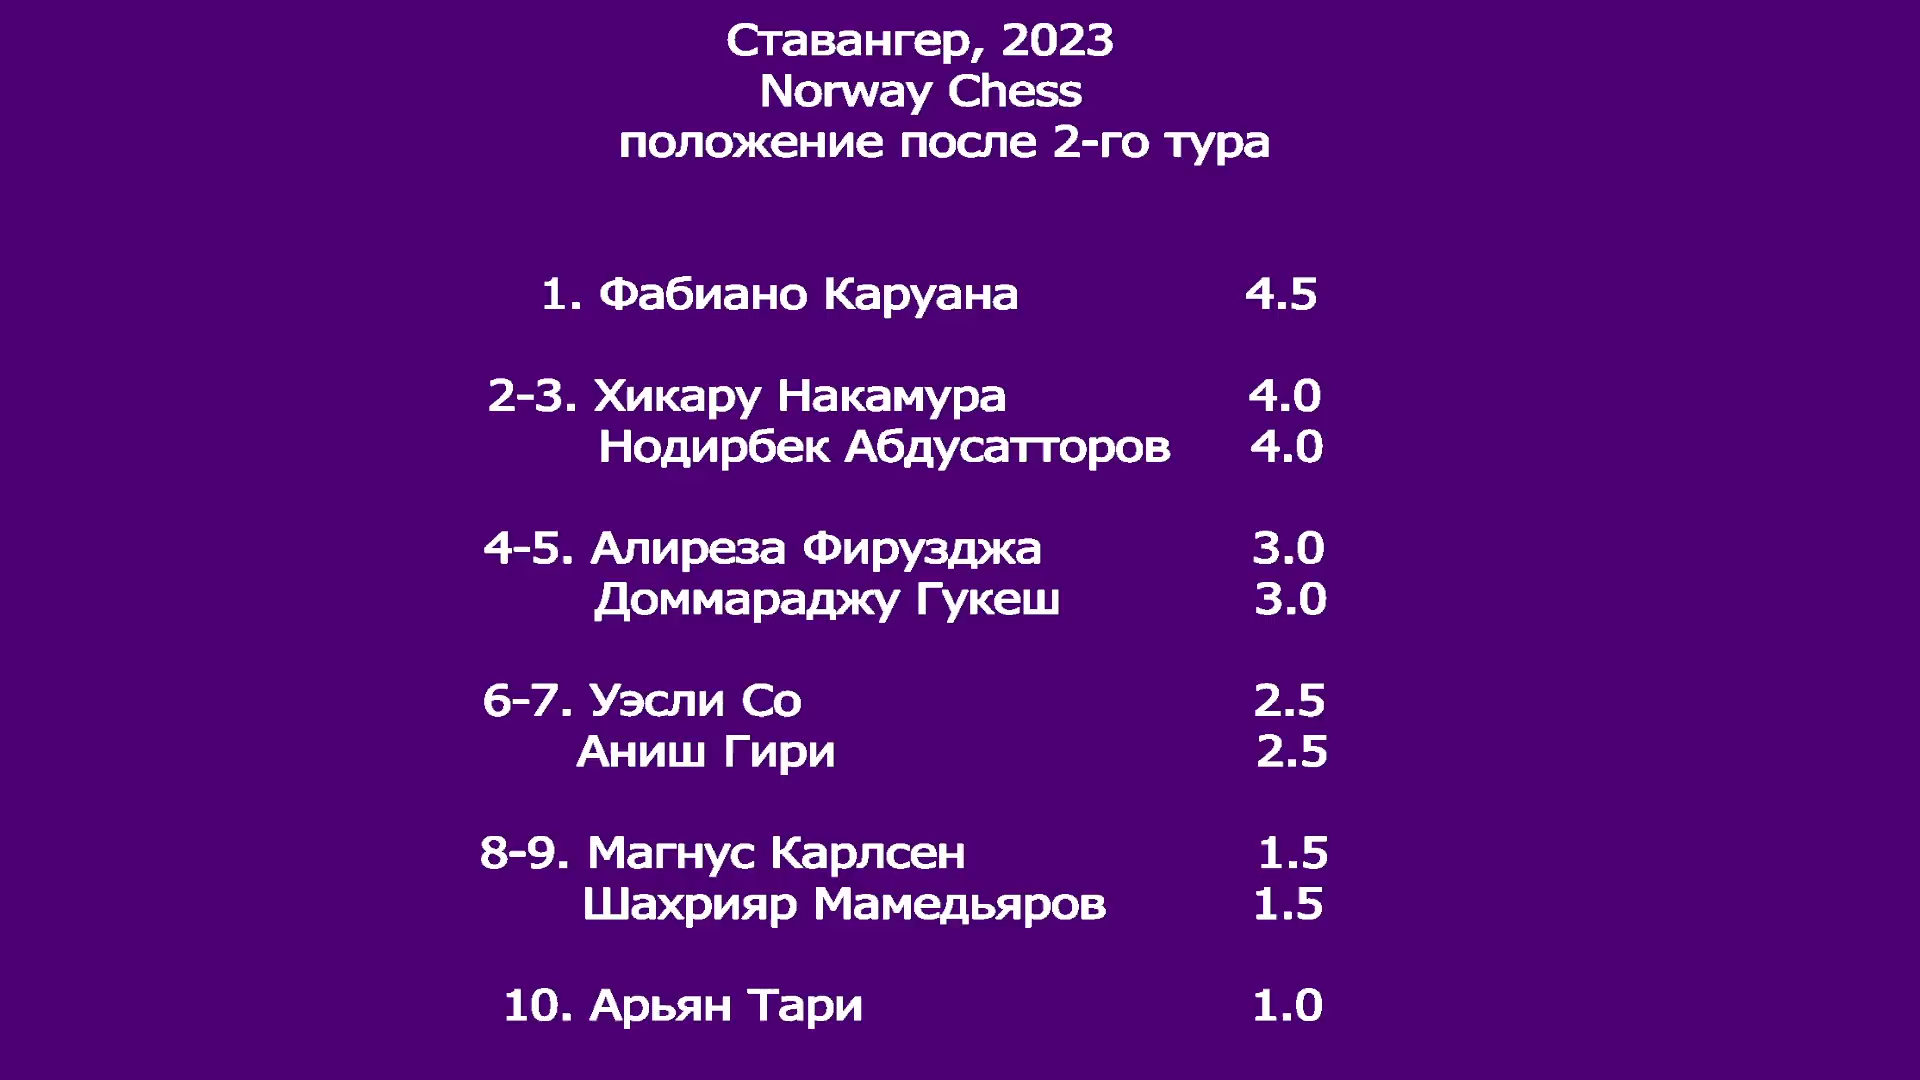 Ставангер, 2023
Norway Chess
положение после 2-го тура
1. Фабиано Каруана 4.5
2-3. Хикару Накамура 4.0
Нодирбек Абдусатторов 4.0
4-5. Алиреза Фирузджа 3.0
Доммараджу Гукеш 3.0
6-7. Уэсли Со 2.5
Аниш Гири 2.5
8-9. Магнус Карлсен 1.5
Шахрияр Мамедьяров 1.5
10. Арьян Тари 1.0